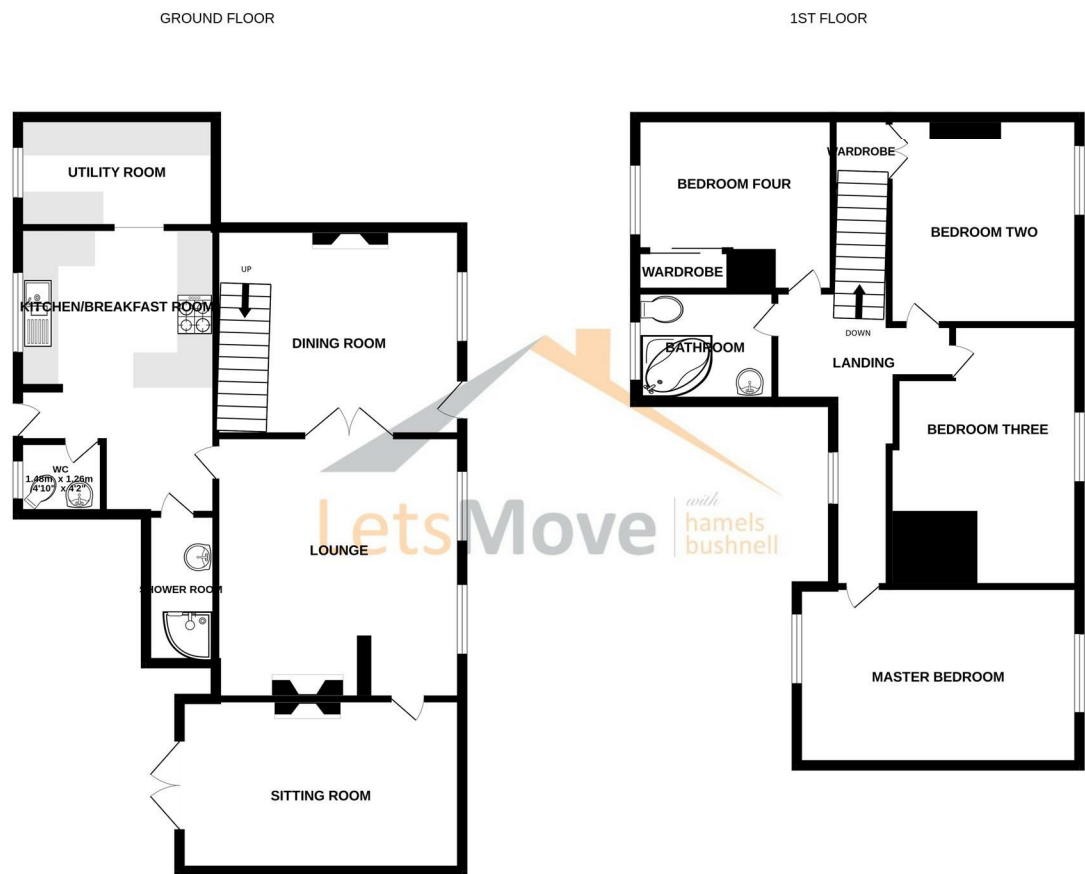 GROUND FLOOR
UTILITY ROOM
KITCHEN/BREAKFAST ROOM
UP
DINING ROOM
WC
1.48m x 1.26m
4'10" x 4'2"
LOUNGE
SHOWER ROOM
SITTING ROOM
1ST FLOOR
WARDROBE
BEDROOM FOUR
BEDROOM TWO
WARDROBE
DOWN
BATHROOM
LANDING
BEDROOM THREE
MASTER BEDROOM
LetsMove
with
hamels
bushnell